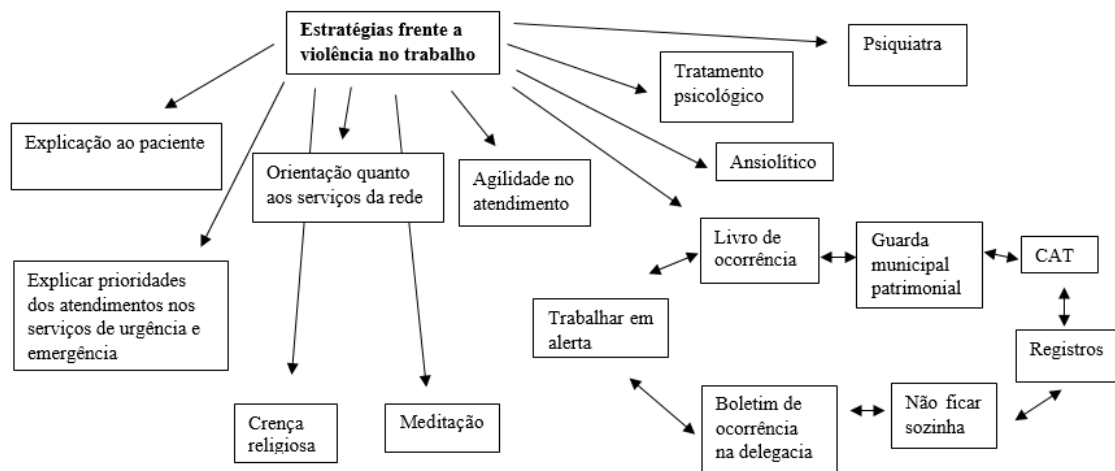 Estratégias frente a
violência no trabalho
Psiquiatra
Tratamento
psicológico
Explicação ao paciente
Orientação quanto
aos serviços da rede
Agilidade no
atendimento
Ansiolítico
Livro de
ocorrência
Guarda
municipal
patrimonial
CAT
Explicar prioridades
dos atendimentos nos
serviços de urgência e
emergência
Trabalhar em
alerta
Registros
Crença
religiosa
Meditação
Boletim de
ocorrência
na delegacia
Não ficar
sozinha